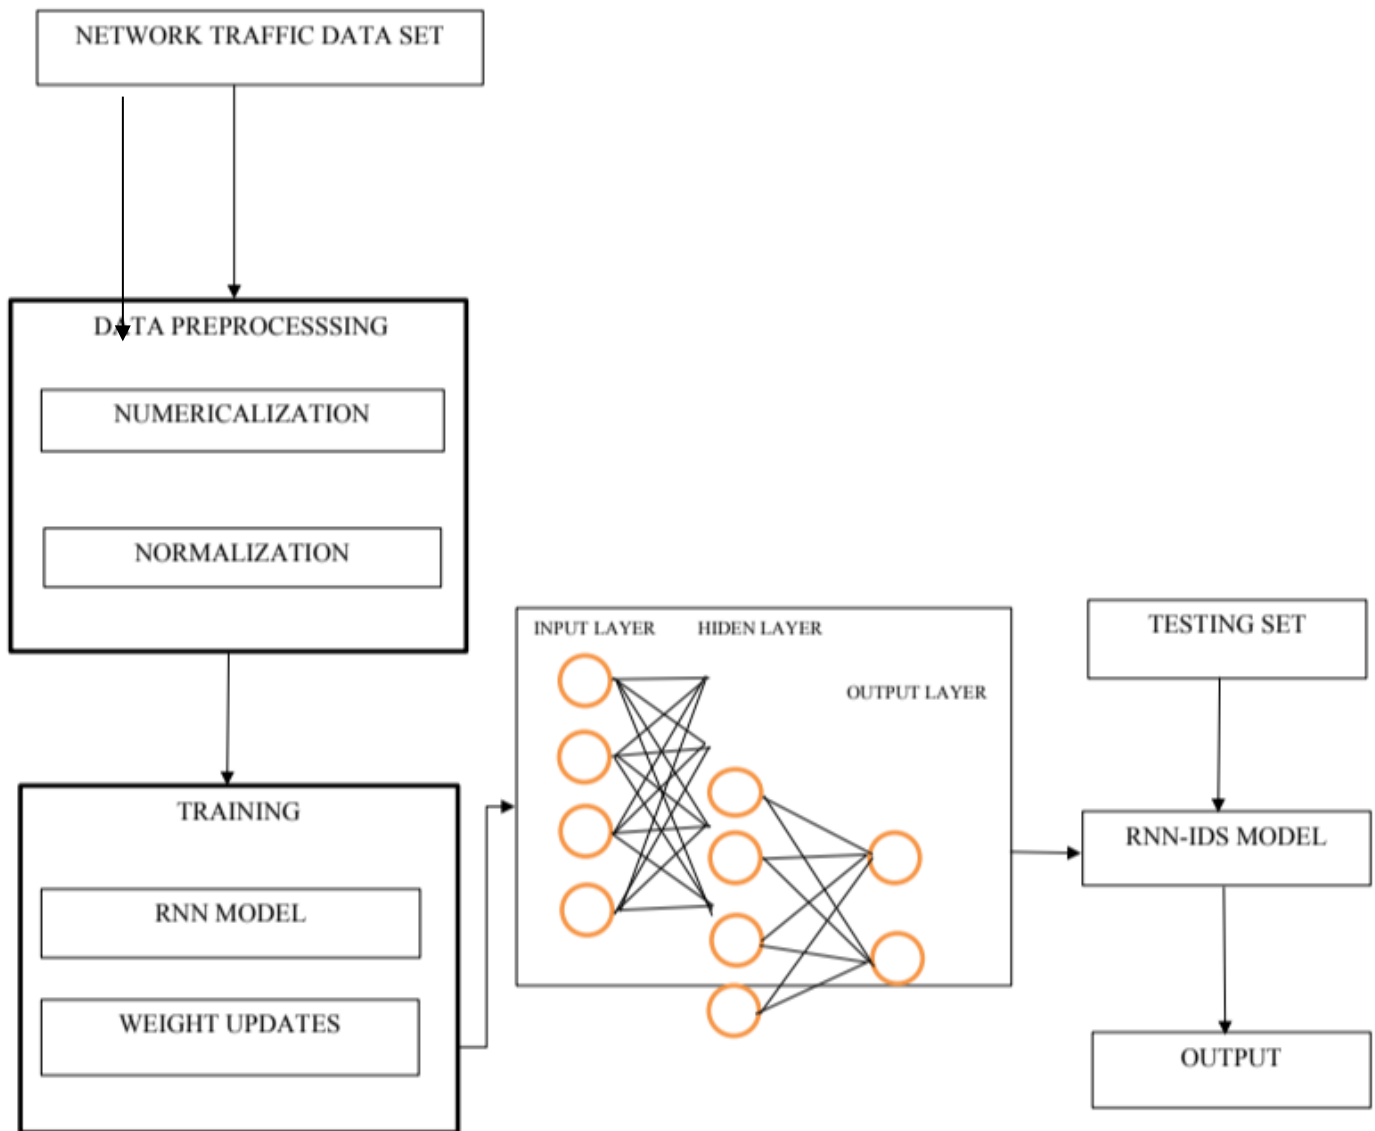 NETWORK TRAFFIC DATA SET
DATA PREPROCESSSING
NUMERICALIZATION
NORMALIZATION
TRAINING
RNN MODEL
WEIGHT UPDATES
INPUT LAYER
HIDEN LAYER
OUTPUT LAYER
TESTING SET
RNN-IDS MODEL
OUTPUT